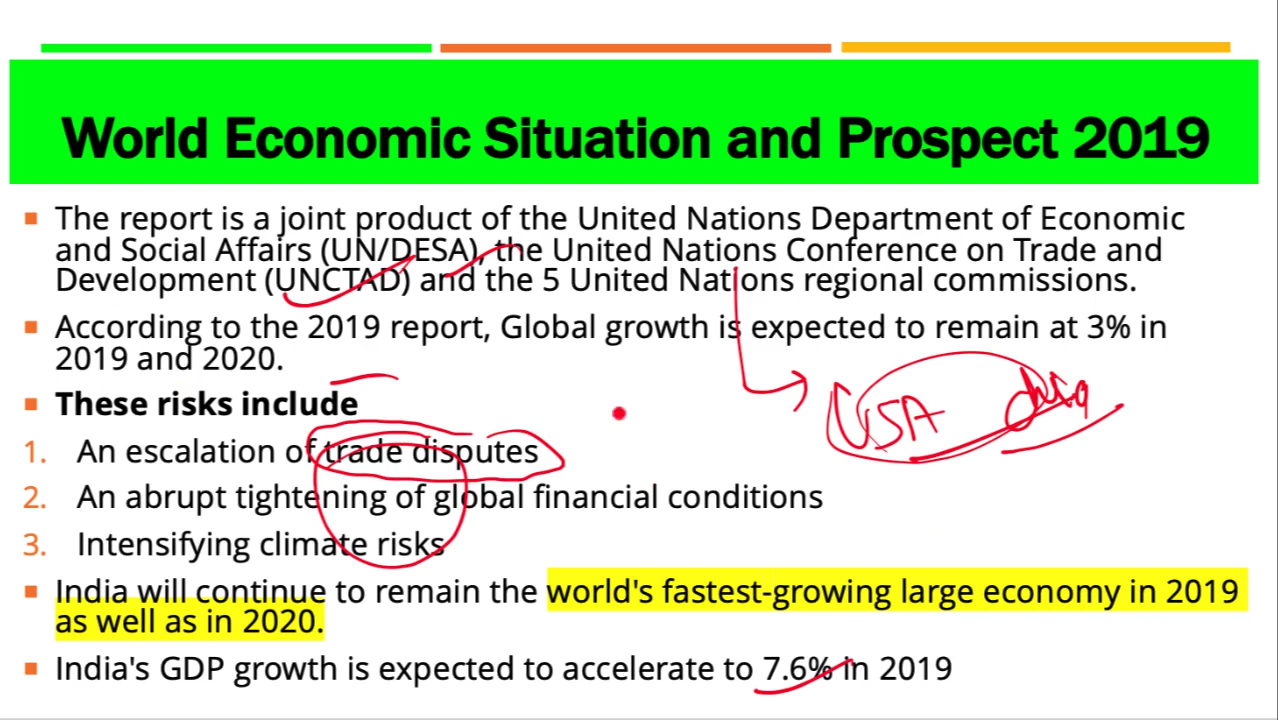 World Economic Situation and Prospect 2019
The report is a joint product of the United Nations Department of Economic
and Social Affairs (UN/DESA), the United Nations Conference on Trade and
Development (UNCTAD) and the 5 United Nations regional commissions.
According to the 2019 report, Global growth is expected to remain at 3% in
2019 and 2020.
These risks include
USA
1. An escalation of trade disputes
2. An abrupt tightening of global financial conditions
3. Intensifying climate risks
India will continue to remain the world's fastest-growing large economy in 2019
as well as in 2020.
India's GDP growth is expected to accelerate to 7.6% in 2019